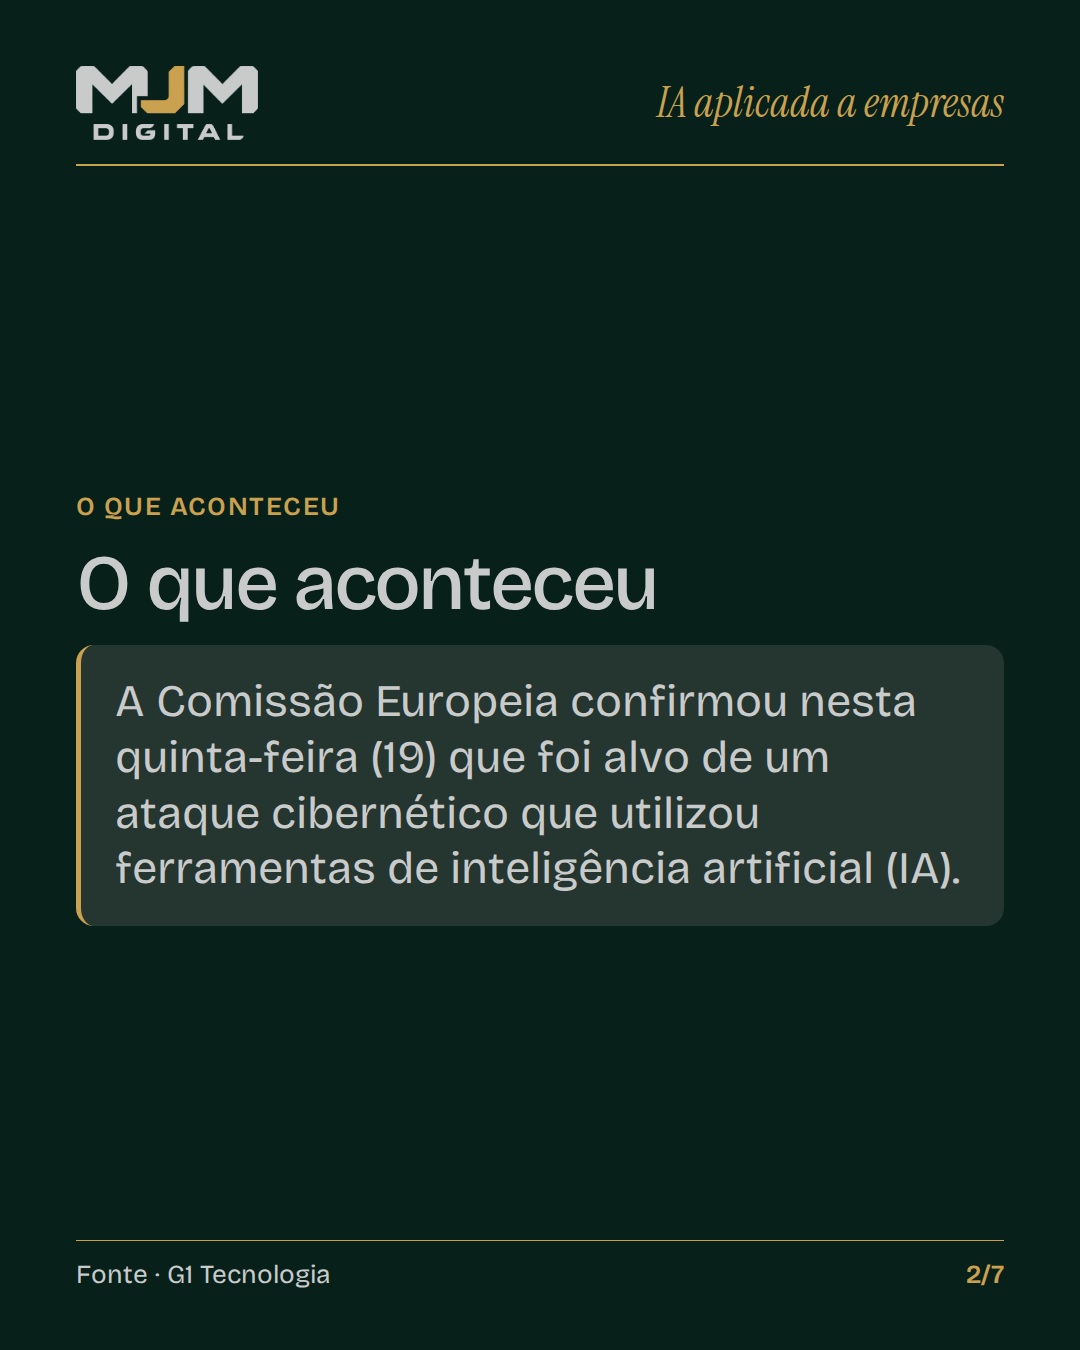 MJM
DIGITAL
IA aplicada a empresas
O QUE ACONTECEU
O que aconteceu
A Comissão Europeia confirmou nesta
quinta-feira (19) que foi alvo de um
ataque cibernético que utilizou
ferramentas de inteligência artificial (IA).
Fonte · G1 Tecnologia
2/7